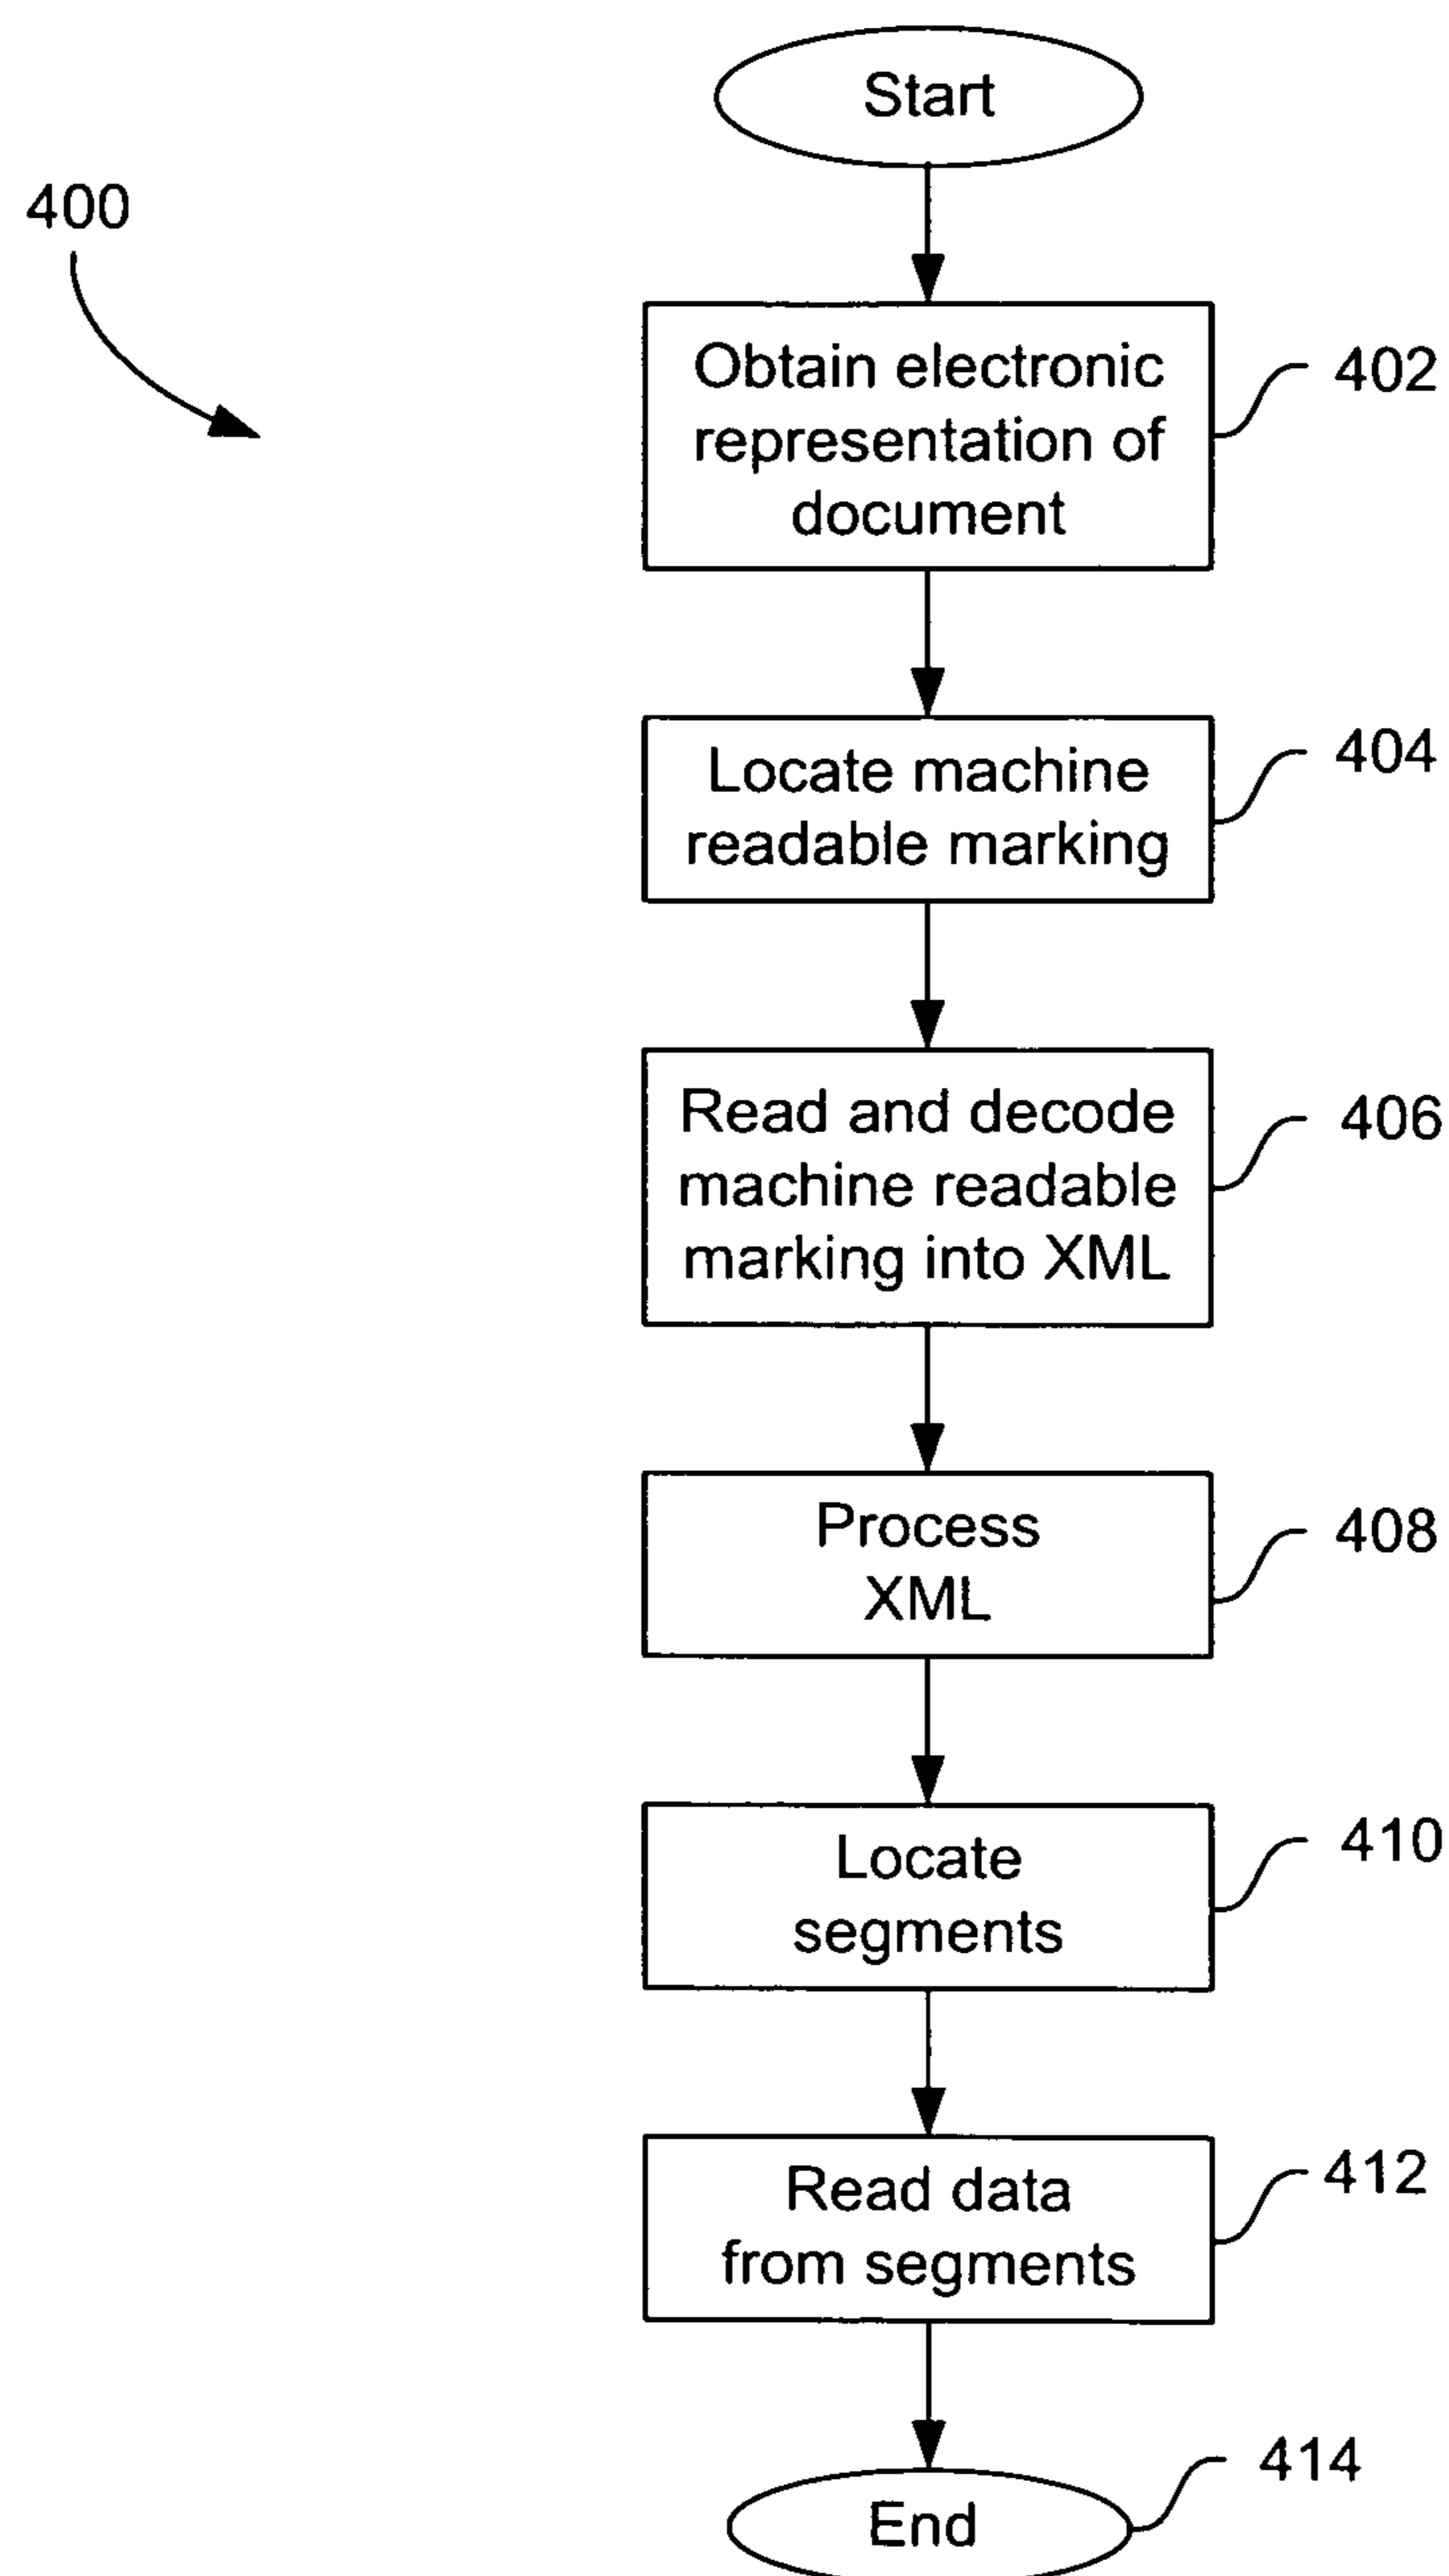 Start
400
Obtain electronic
representation of
document
402
Locate machine
readable marking
404
Read and decode
machine readable
marking into XML
406
Process
XML
408
Locate
segments
410
Read data
from segments
412
End
414